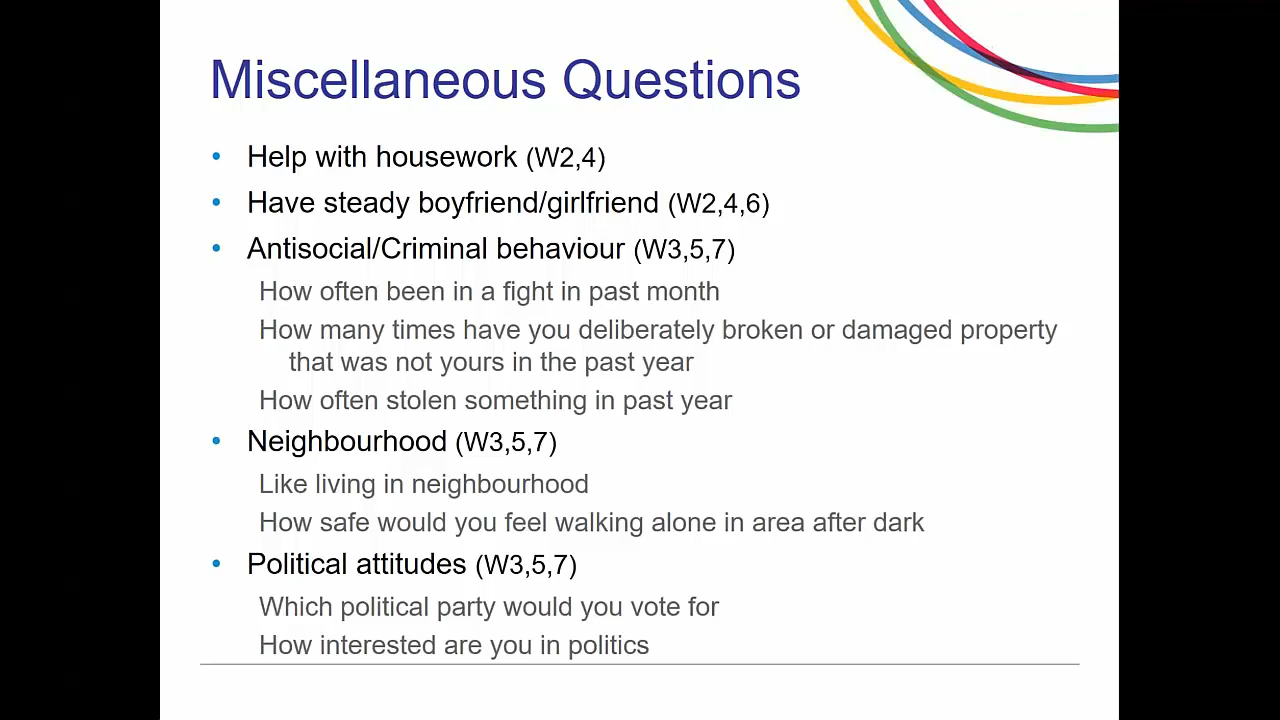 Miscellaneous Questions
• Help with housework (W2,4)
• Have steady boyfriend/girlfriend (W2,4,6)
• Antisocial/Criminal behaviour (W3,5,7)
How often been in a fight in past month
How many times have you deliberately broken or damaged property
that was not yours in the past year
How often stolen something in past year
• Neighbourhood (W3,5,7)
Like living in neighbourhood
How safe would you feel walking alone in area after dark
• Political attitudes (W3,5,7)
Which political party would you vote for
How interested are you in politics